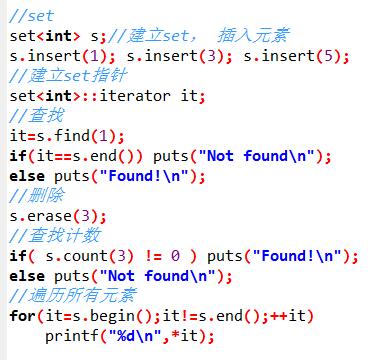 //set
set<int> s;//建立set， 插入元素
s.insert(1); s.insert(3); s.insert(5);
//建立set指针
set<int>::iterator it;
//查找
it=s.find(1);
if(it==s.end()) puts("Not found\n");
else puts("Found!\n");
//删除
s.erase(3);
//查找计数
if( s.count(3) != 0 ) puts("Found!\n");
else puts("Not found\n");
//遍历所有元素
for(it=s.begin();it!=s.end();++it)
    printf("%d\n",*it);